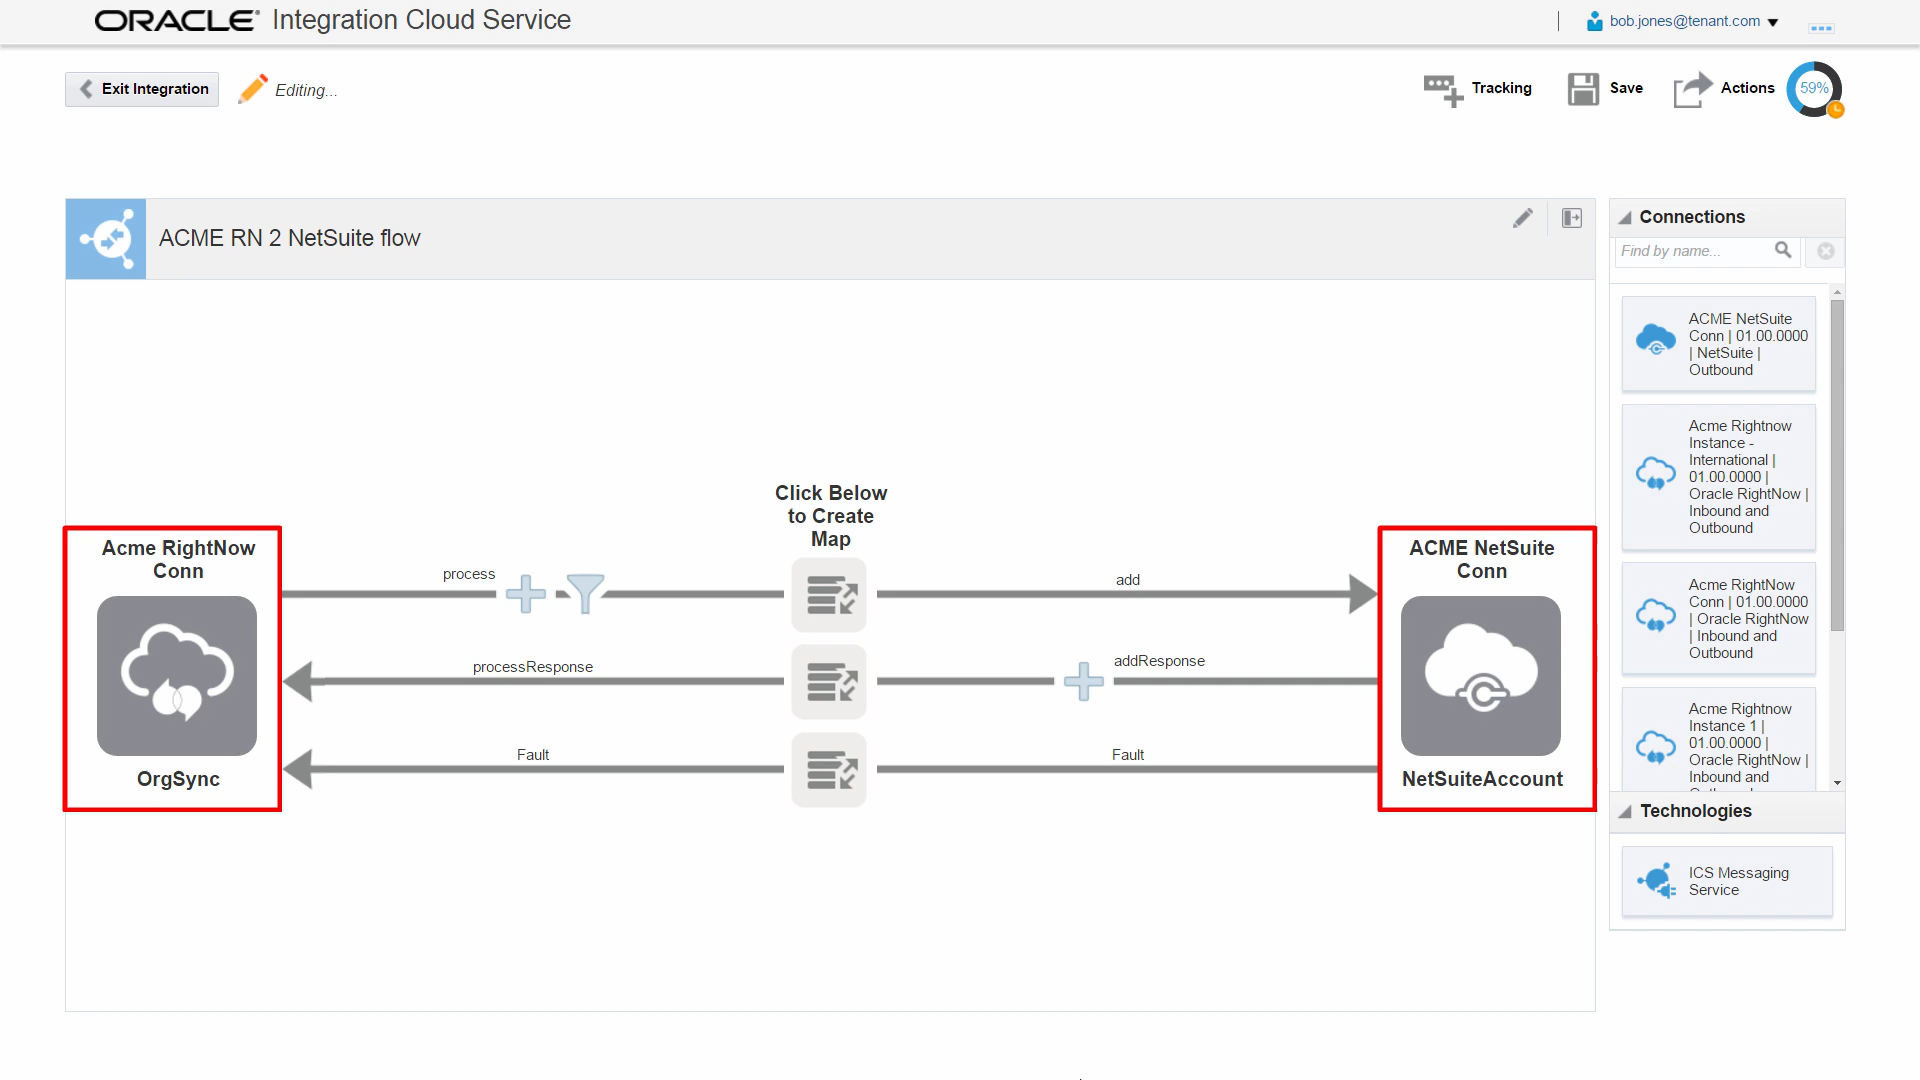 ORACLE® Integration Cloud Service
bob.jones@tenant.com
Exit Integration
Editing...
Tracking
Save
Actions
59%
ACME RN 2 NetSuite flow
Connections
Find by name...
ACME NetSuite
Conn | 01.00.0000
| NetSuite |
Outbound
Acme Rightnow
Instance -
International |
01.00.0000 |
Oracle RightNow |
Inbound and
Outbound
Acme RightNow
Conn | 01.00.0000
| Oracle RightNow
| Inbound and
Outbound
Acme Rightnow
Instance 1 |
01.00.0000 |
Oracle RightNow |
Inbound and
Technologies
ICS Messaging
Service
Click Below
to Create
Map
Acme RightNow
Conn
OrgSync
process
add
processResponse
addResponse
Fault
Fault
ACME NetSuite
Conn
NetSuiteAccount